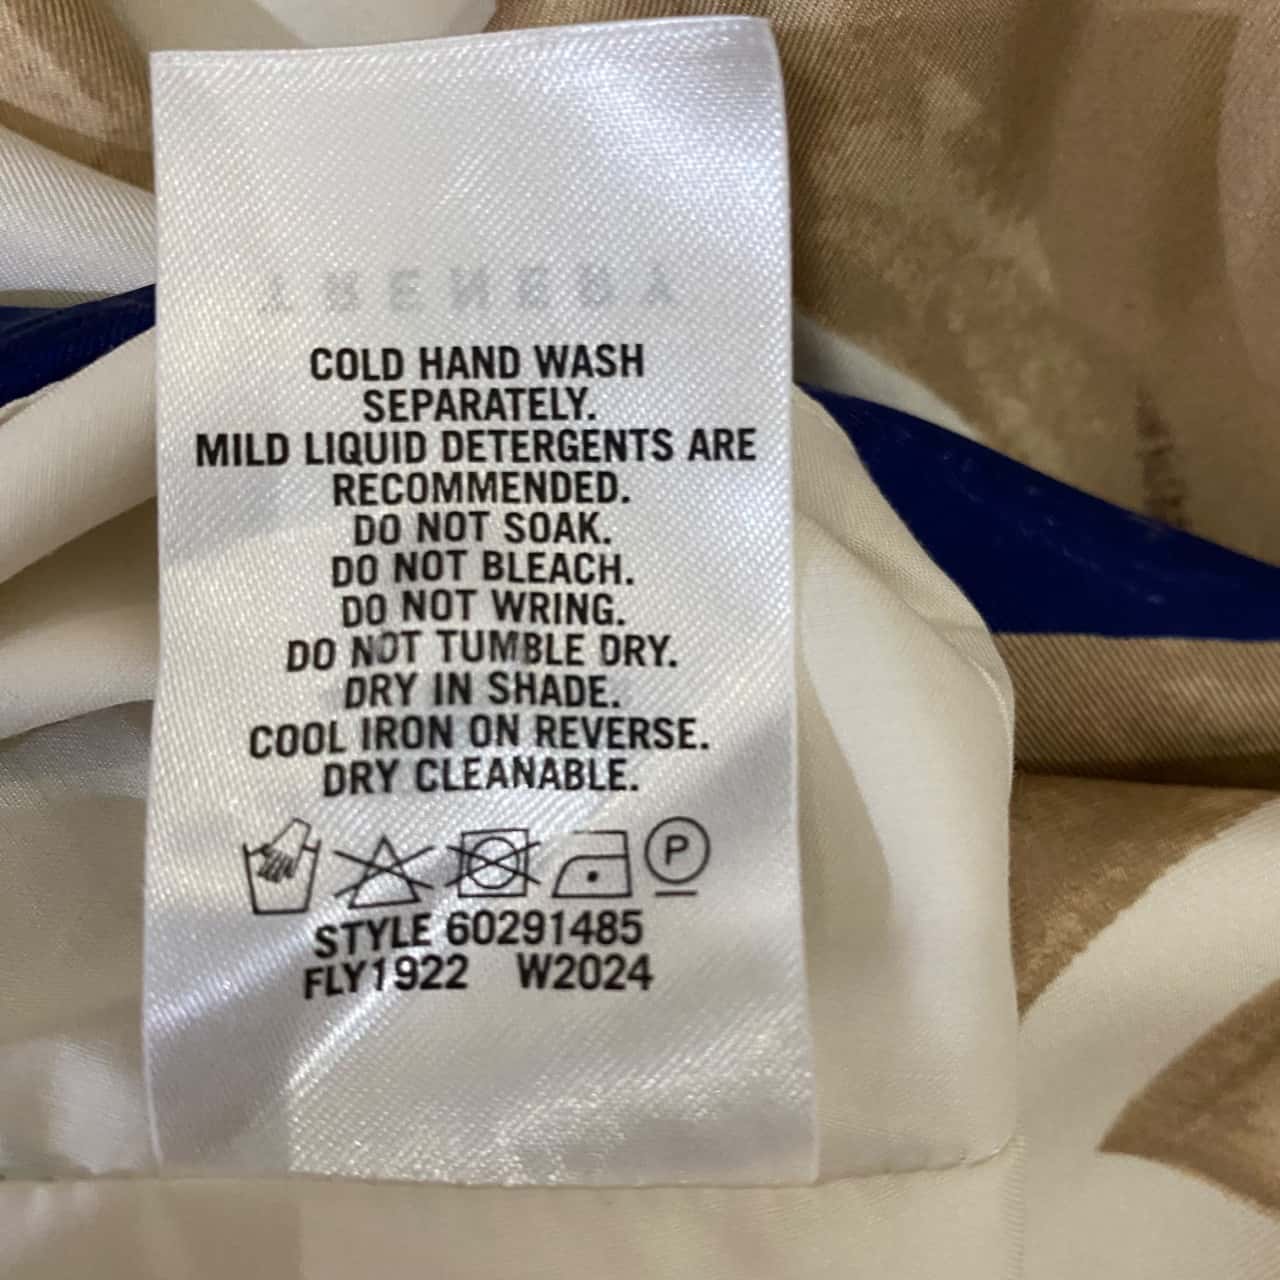 TRENERY
COLD HAND WASH
SEPARATELY.
MILD LIQUID DETERGENTS ARE
RECOMMENDED.
DO NOT SOAK.
DO NOT BLEACH.
DO NOT WRING.
DO NOT TUMBLE DRY.
DRY IN SHADE.
COOL IRON ON REVERSE.
DRY CLEANABLE.
P
STYLE 60291485
FLY1922 W2024